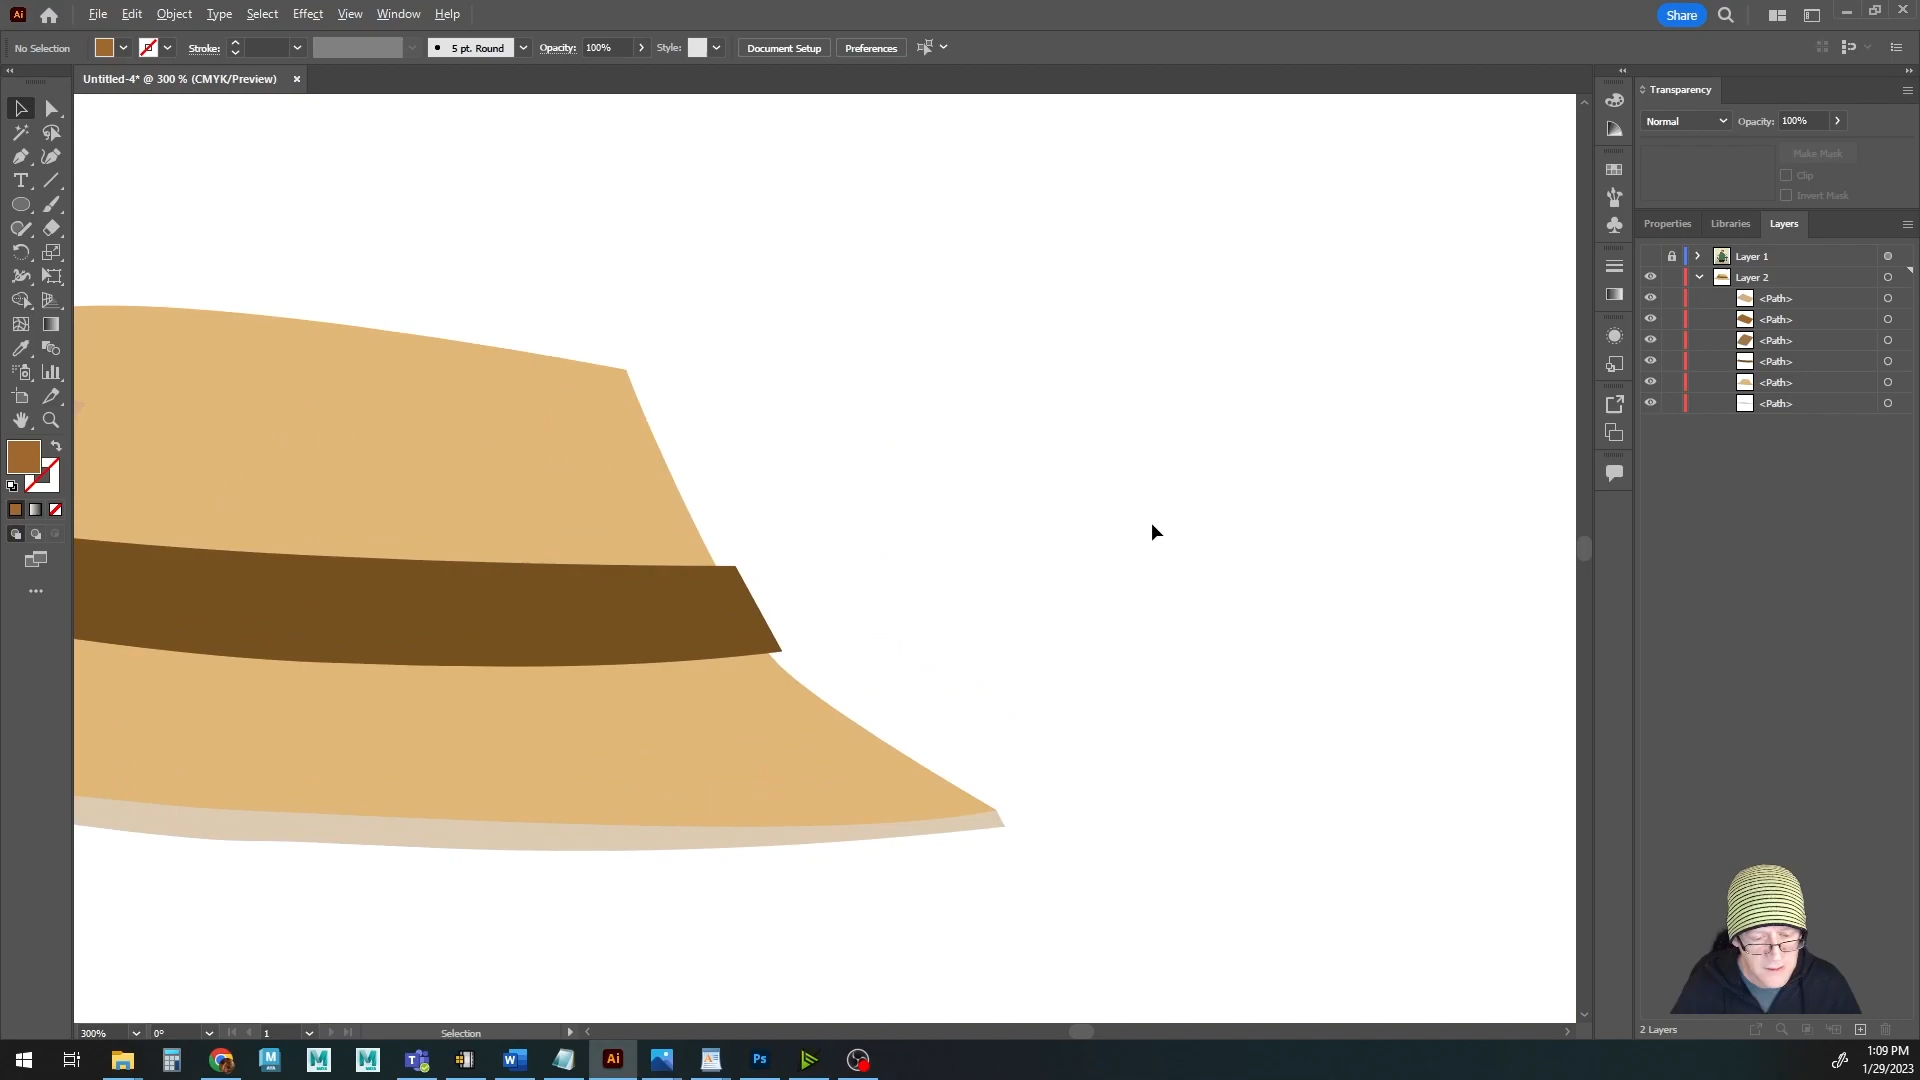 Ai File Edit Object Type Select Effect View Window Help Share
No Selection Stroke: 5 pt. Round Opacity: 100% Style: Document Setup Preferences
Untitled-4* @ 300 % (CMYK/Preview)
Transparency
Normal Opacity: 100%
Make Mask
Clip
Invert Mask
Properties Libraries Layers
Layer 1
Layer 2
<Path>
<Path>
<Path>
<Path>
<Path>
<Path>
2 Layers
300% 0° 1 Selection
1:09 PM
1/29/2023